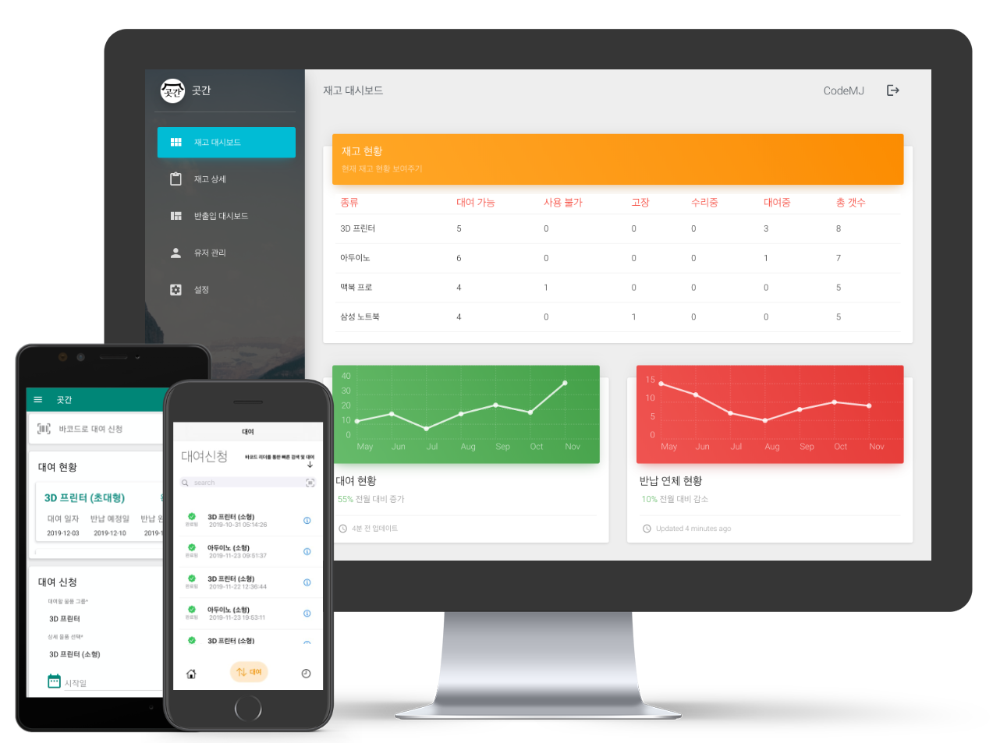 곳간
곳간
재고 대시보드
CodeMJ
재고 대시보드
재고 상세
반출입 대시보드
유저 관리
설정
재고 현황
현재 재고 현황 보여주기
종류 대여 가능 사용 불가 고장 수리중 대여중 총 갯수
3D 프린터 5 0 0 0 3 8
아두이노 6 0 0 0 1 7
맥북 프로 4 1 0 0 0 5
삼성 노트북 4 0 1 0 0 5
40
30
20
10
0
May Jun Jul Aug Sep Oct Nov
대여 현황
55% 전월 대비 증가
4분 전 업데이트
15
10
5
0
May Jun Jul Aug Sep Oct Nov
반납 연체 현황
10% 전월 대비 감소
Updated 4 minutes ago
곳간
바코드로 대여 신청
대여 현황
3D 프린터 (초대형)
대여 일자 반납 예정일 반납
2019-12-03 2019-12-10 2019-1
대여 신청
대여할 물품 그룹*
3D 프린터
상세 물품 선택*
3D 프린터 (소형)
시작일
대여
대여신청
바코드 리더를 통한 빠른 검색 및 대여
search
3D 프린터 (소형)
완료됨 2019-10-31 05:14:26
아두이노 (소형)
완료됨 2019-11-23 09:51:37
3D 프린터 (소형)
완료됨 2019-11-22 12:36:44
아두이노 (소형)
완료됨 2019-11-23 19:53:11
3D 프린터 (소형)
대여